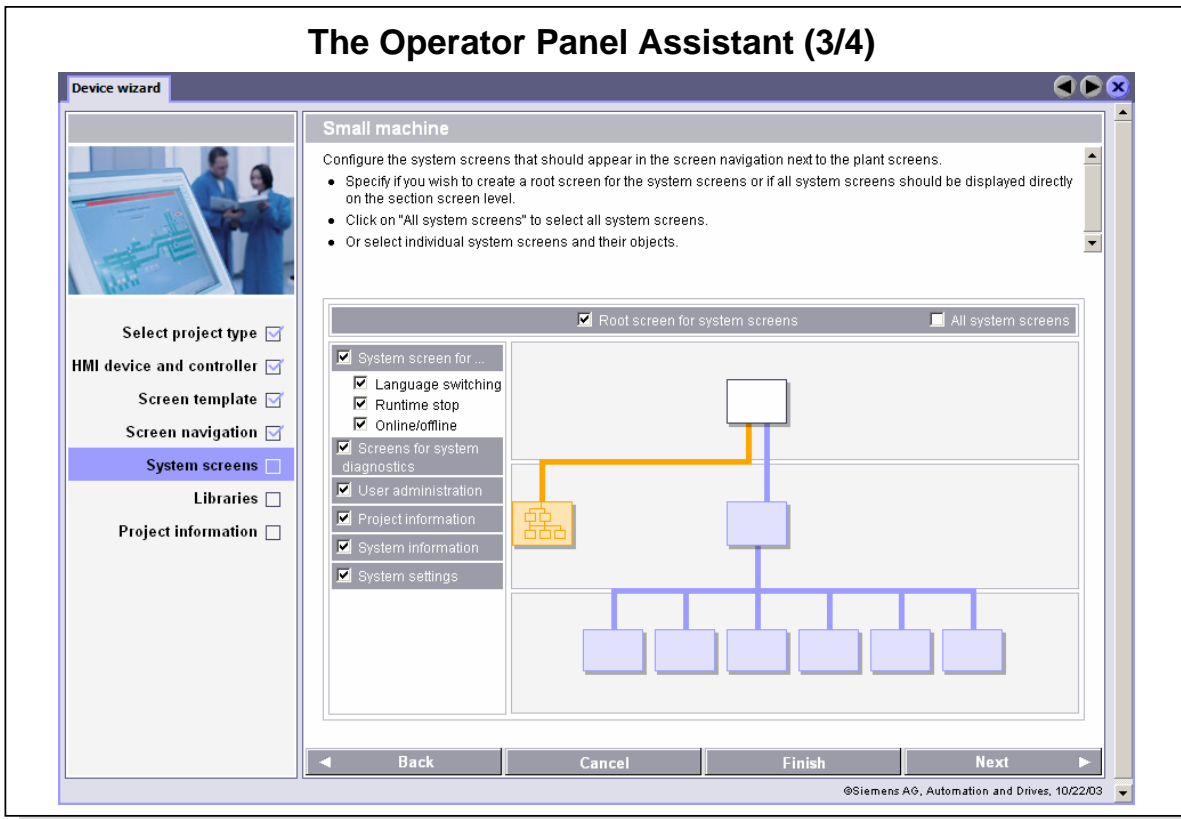 The Operator Panel Assistant (3/4)
Device wizard
Small machine
Configure the system screens that should appear in the screen navigation next to the plant screens.
Specify if you wish to create a root screen for the system screens or if all system screens should be displayed directly
on the section screen level.
Click on "All system screens" to select all system screens.
Or select individual system screens and their objects.
Select project type
HMI device and controller
Screen template
Screen navigation
System screens
Libraries
Project information
Root screen for system screens
All system screens
System screen for ...
Language switching
Runtime stop
Online/offline
Screens for system
diagnostics
User administration
Project information
System information
System settings
Back
Cancel
Finish
Next
©Siemens AG, Automation and Drives, 10/22/03